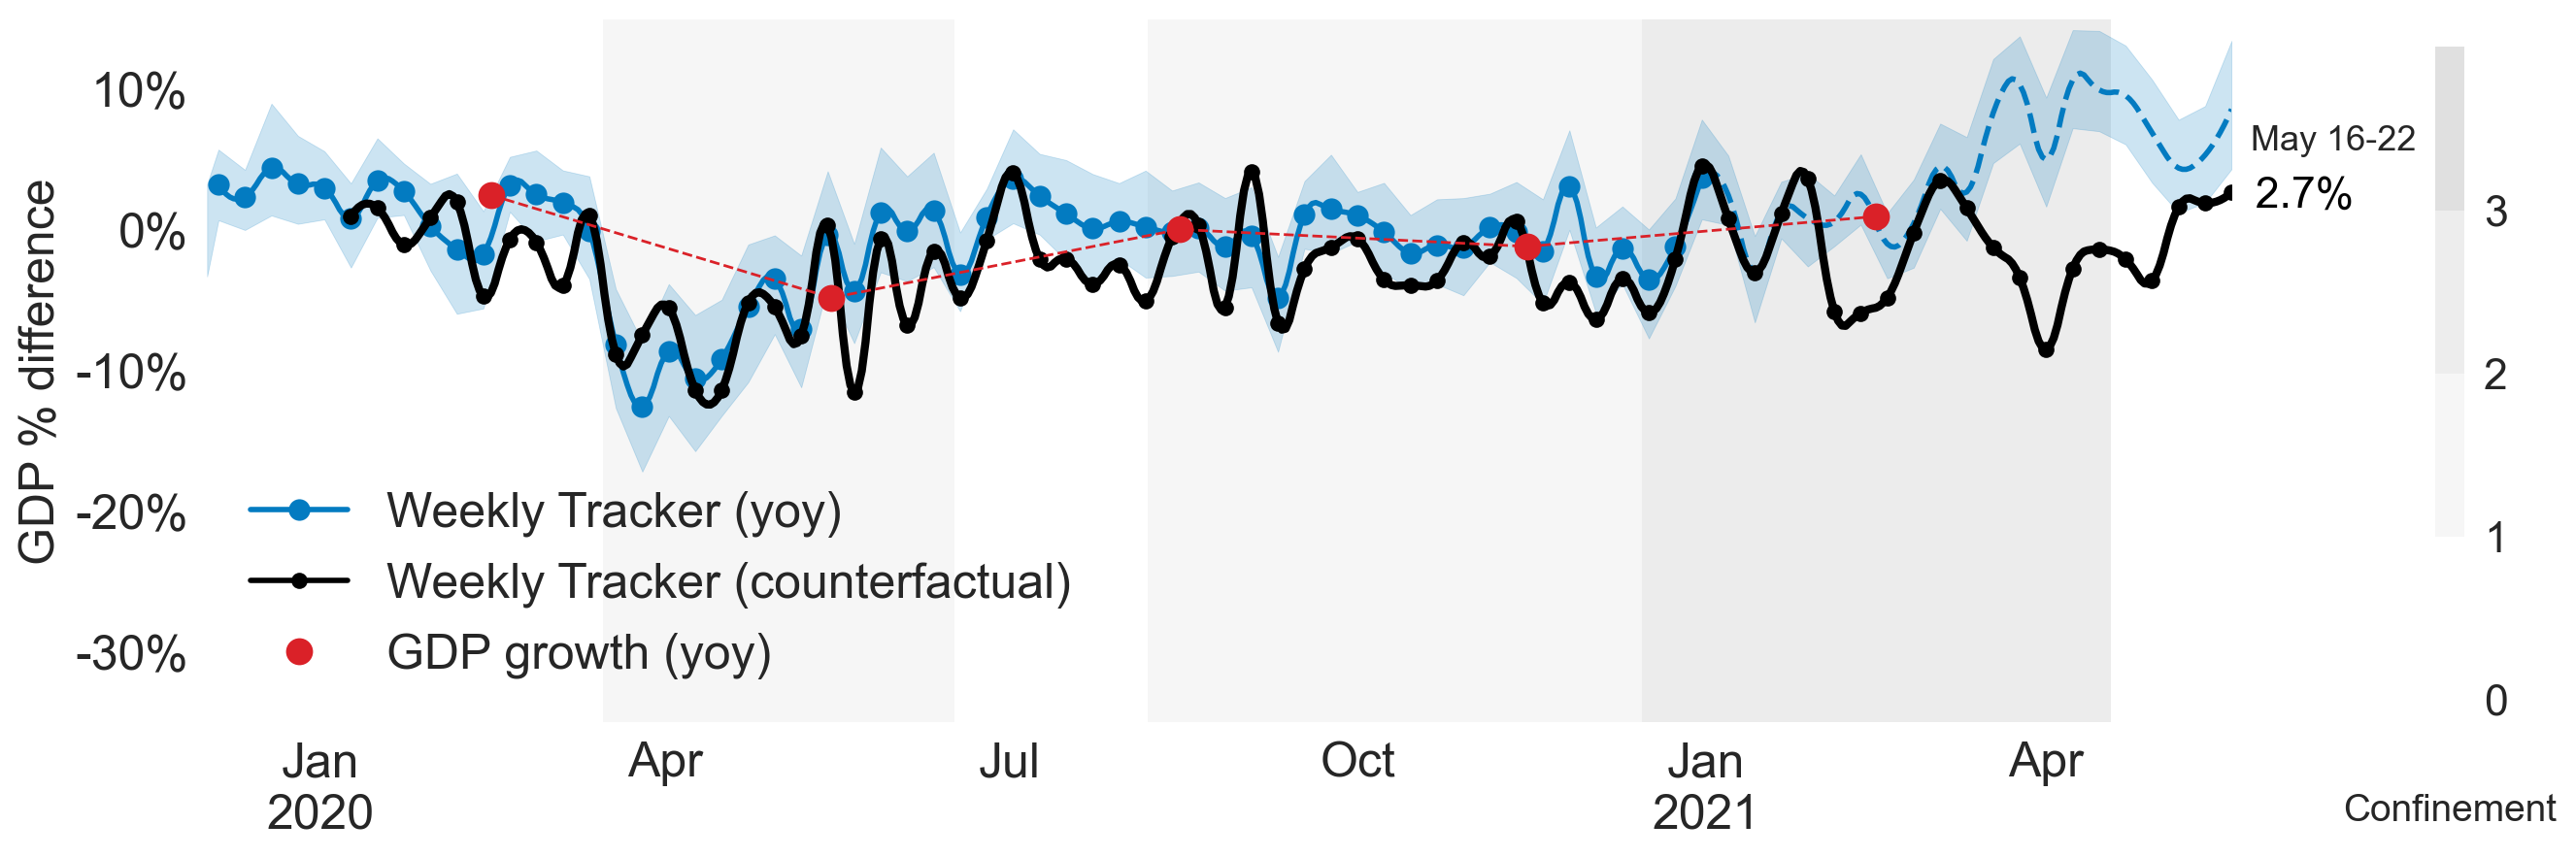 GDP % difference
10%
0%
-10%
-20%
-30%
Weekly Tracker (yoy)
Weekly Tracker (counterfactual)
GDP growth (yoy)
May 16-22
2.7%
3
2
1
0
Jan
2020
Apr
Jul
Oct
Jan
2021
Apr
Confinement